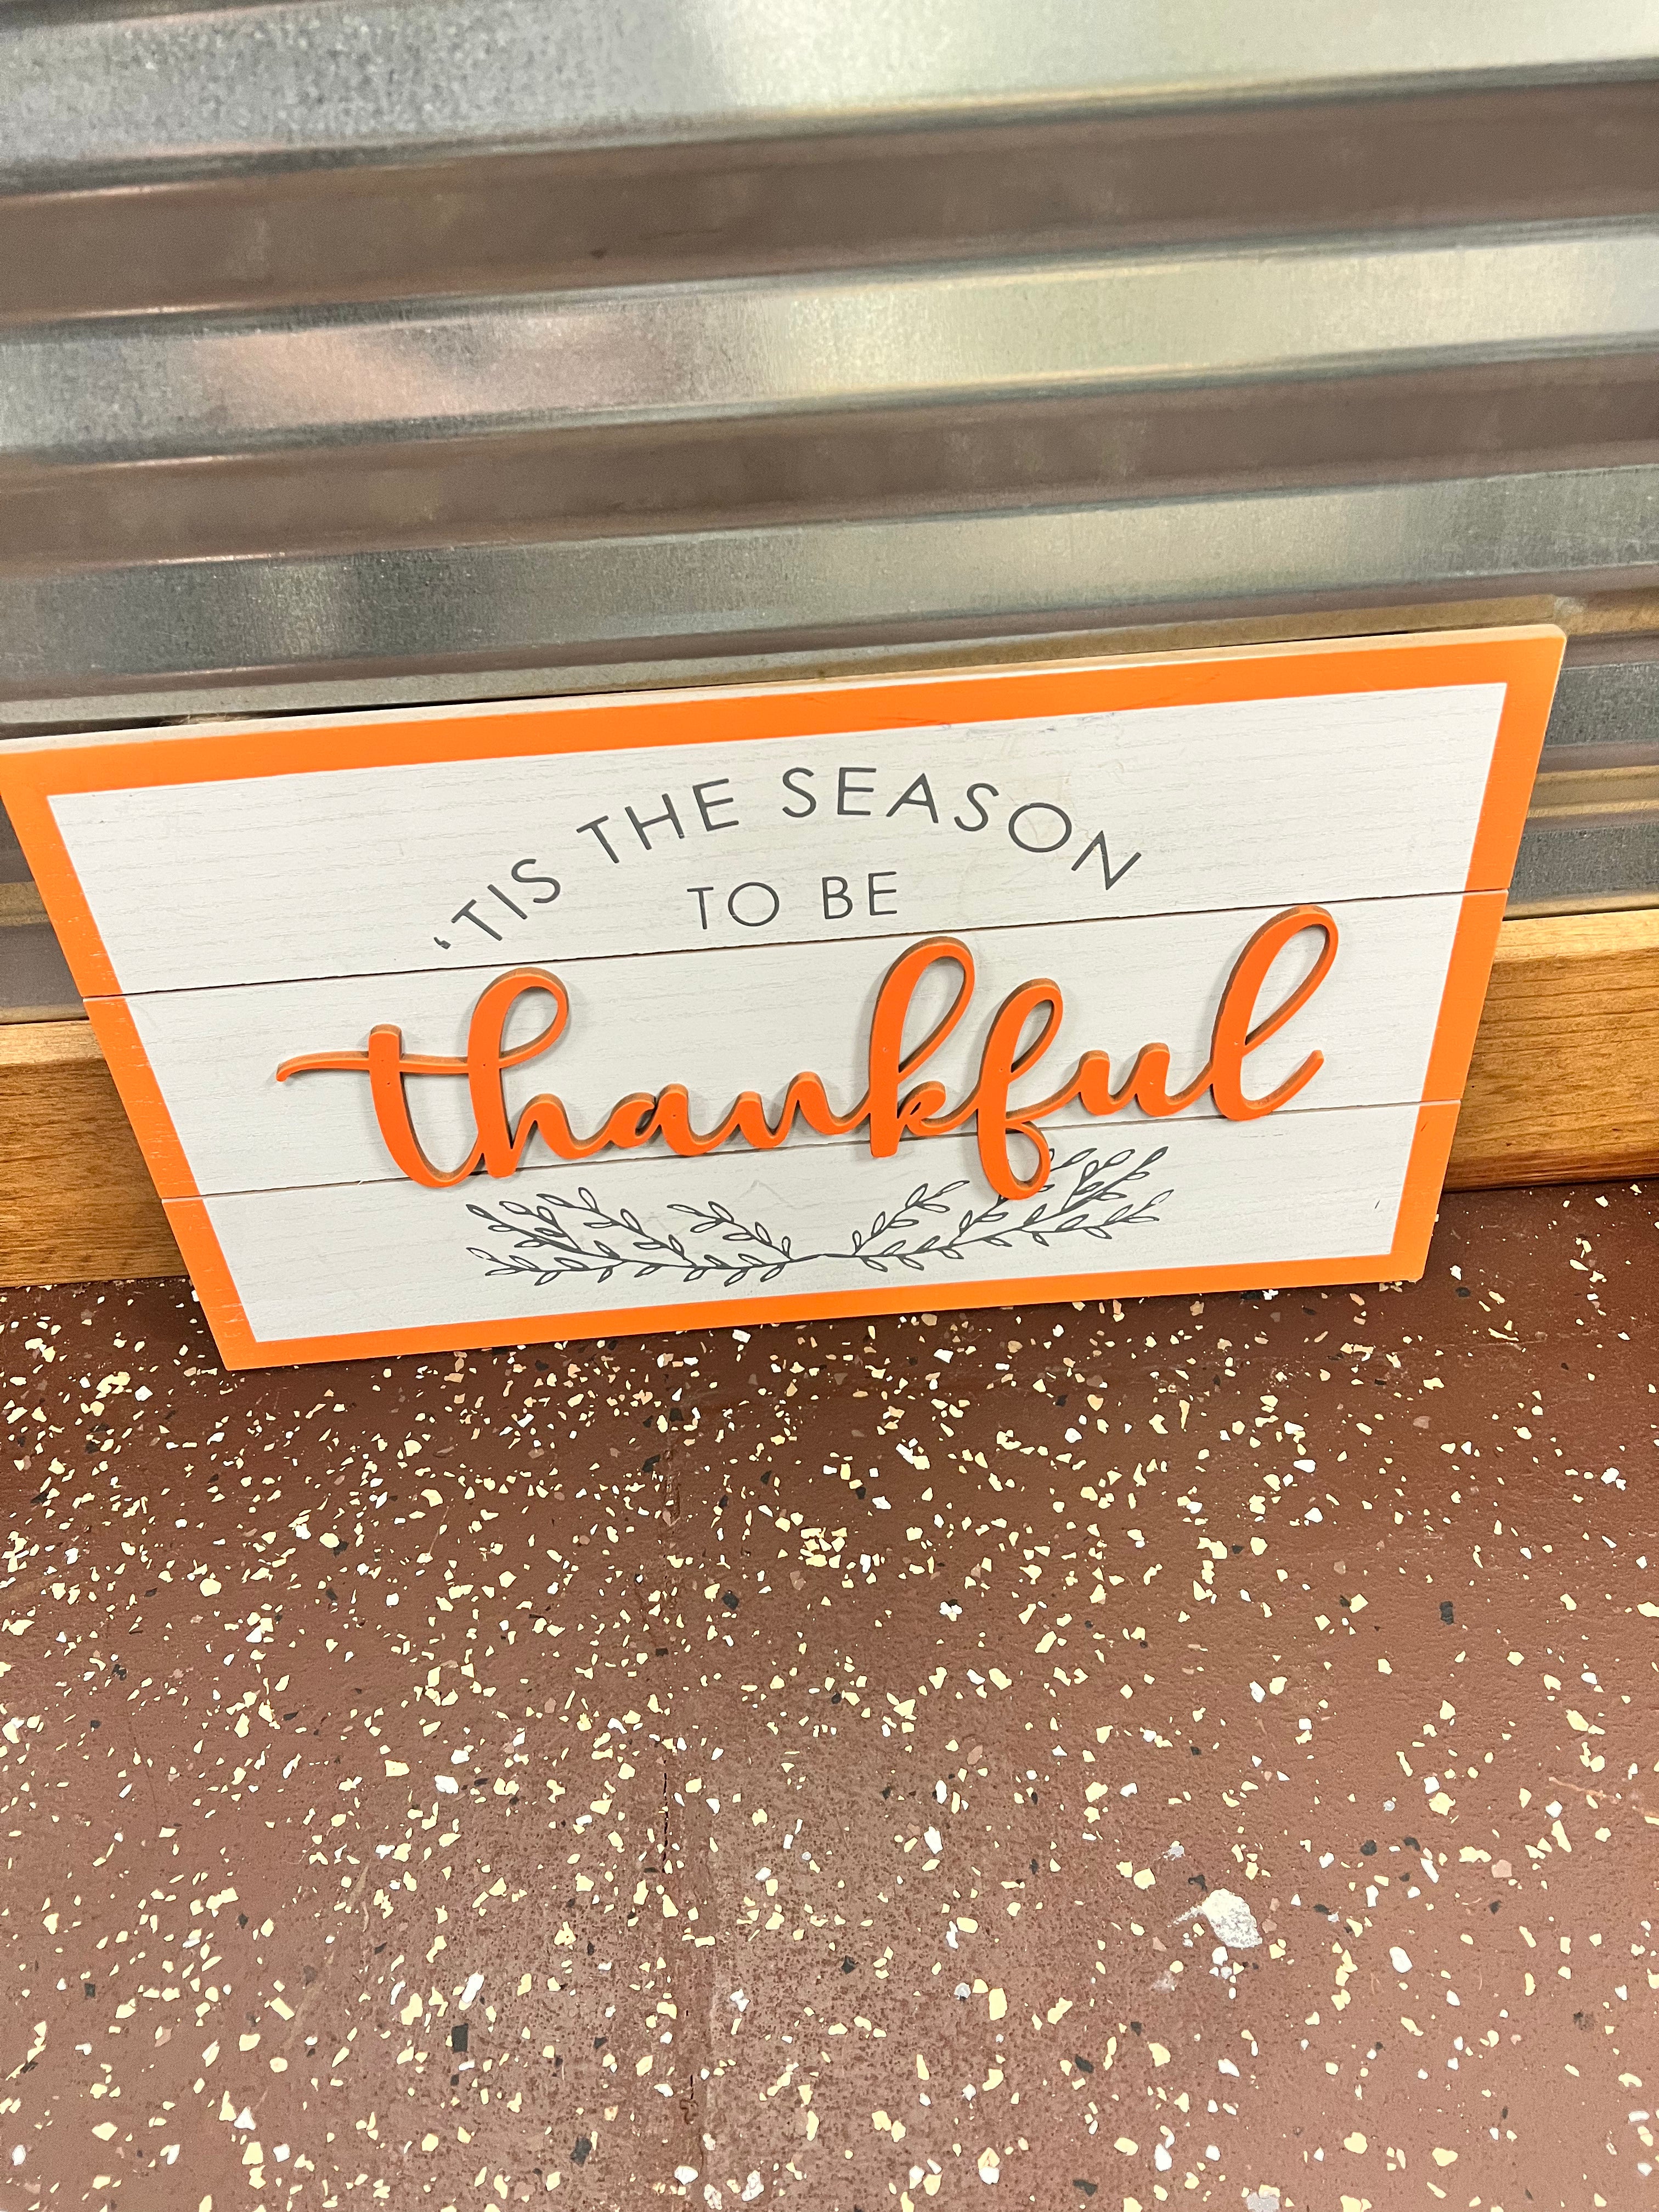 ‘TIS THE SEASON
TO BE
thankful